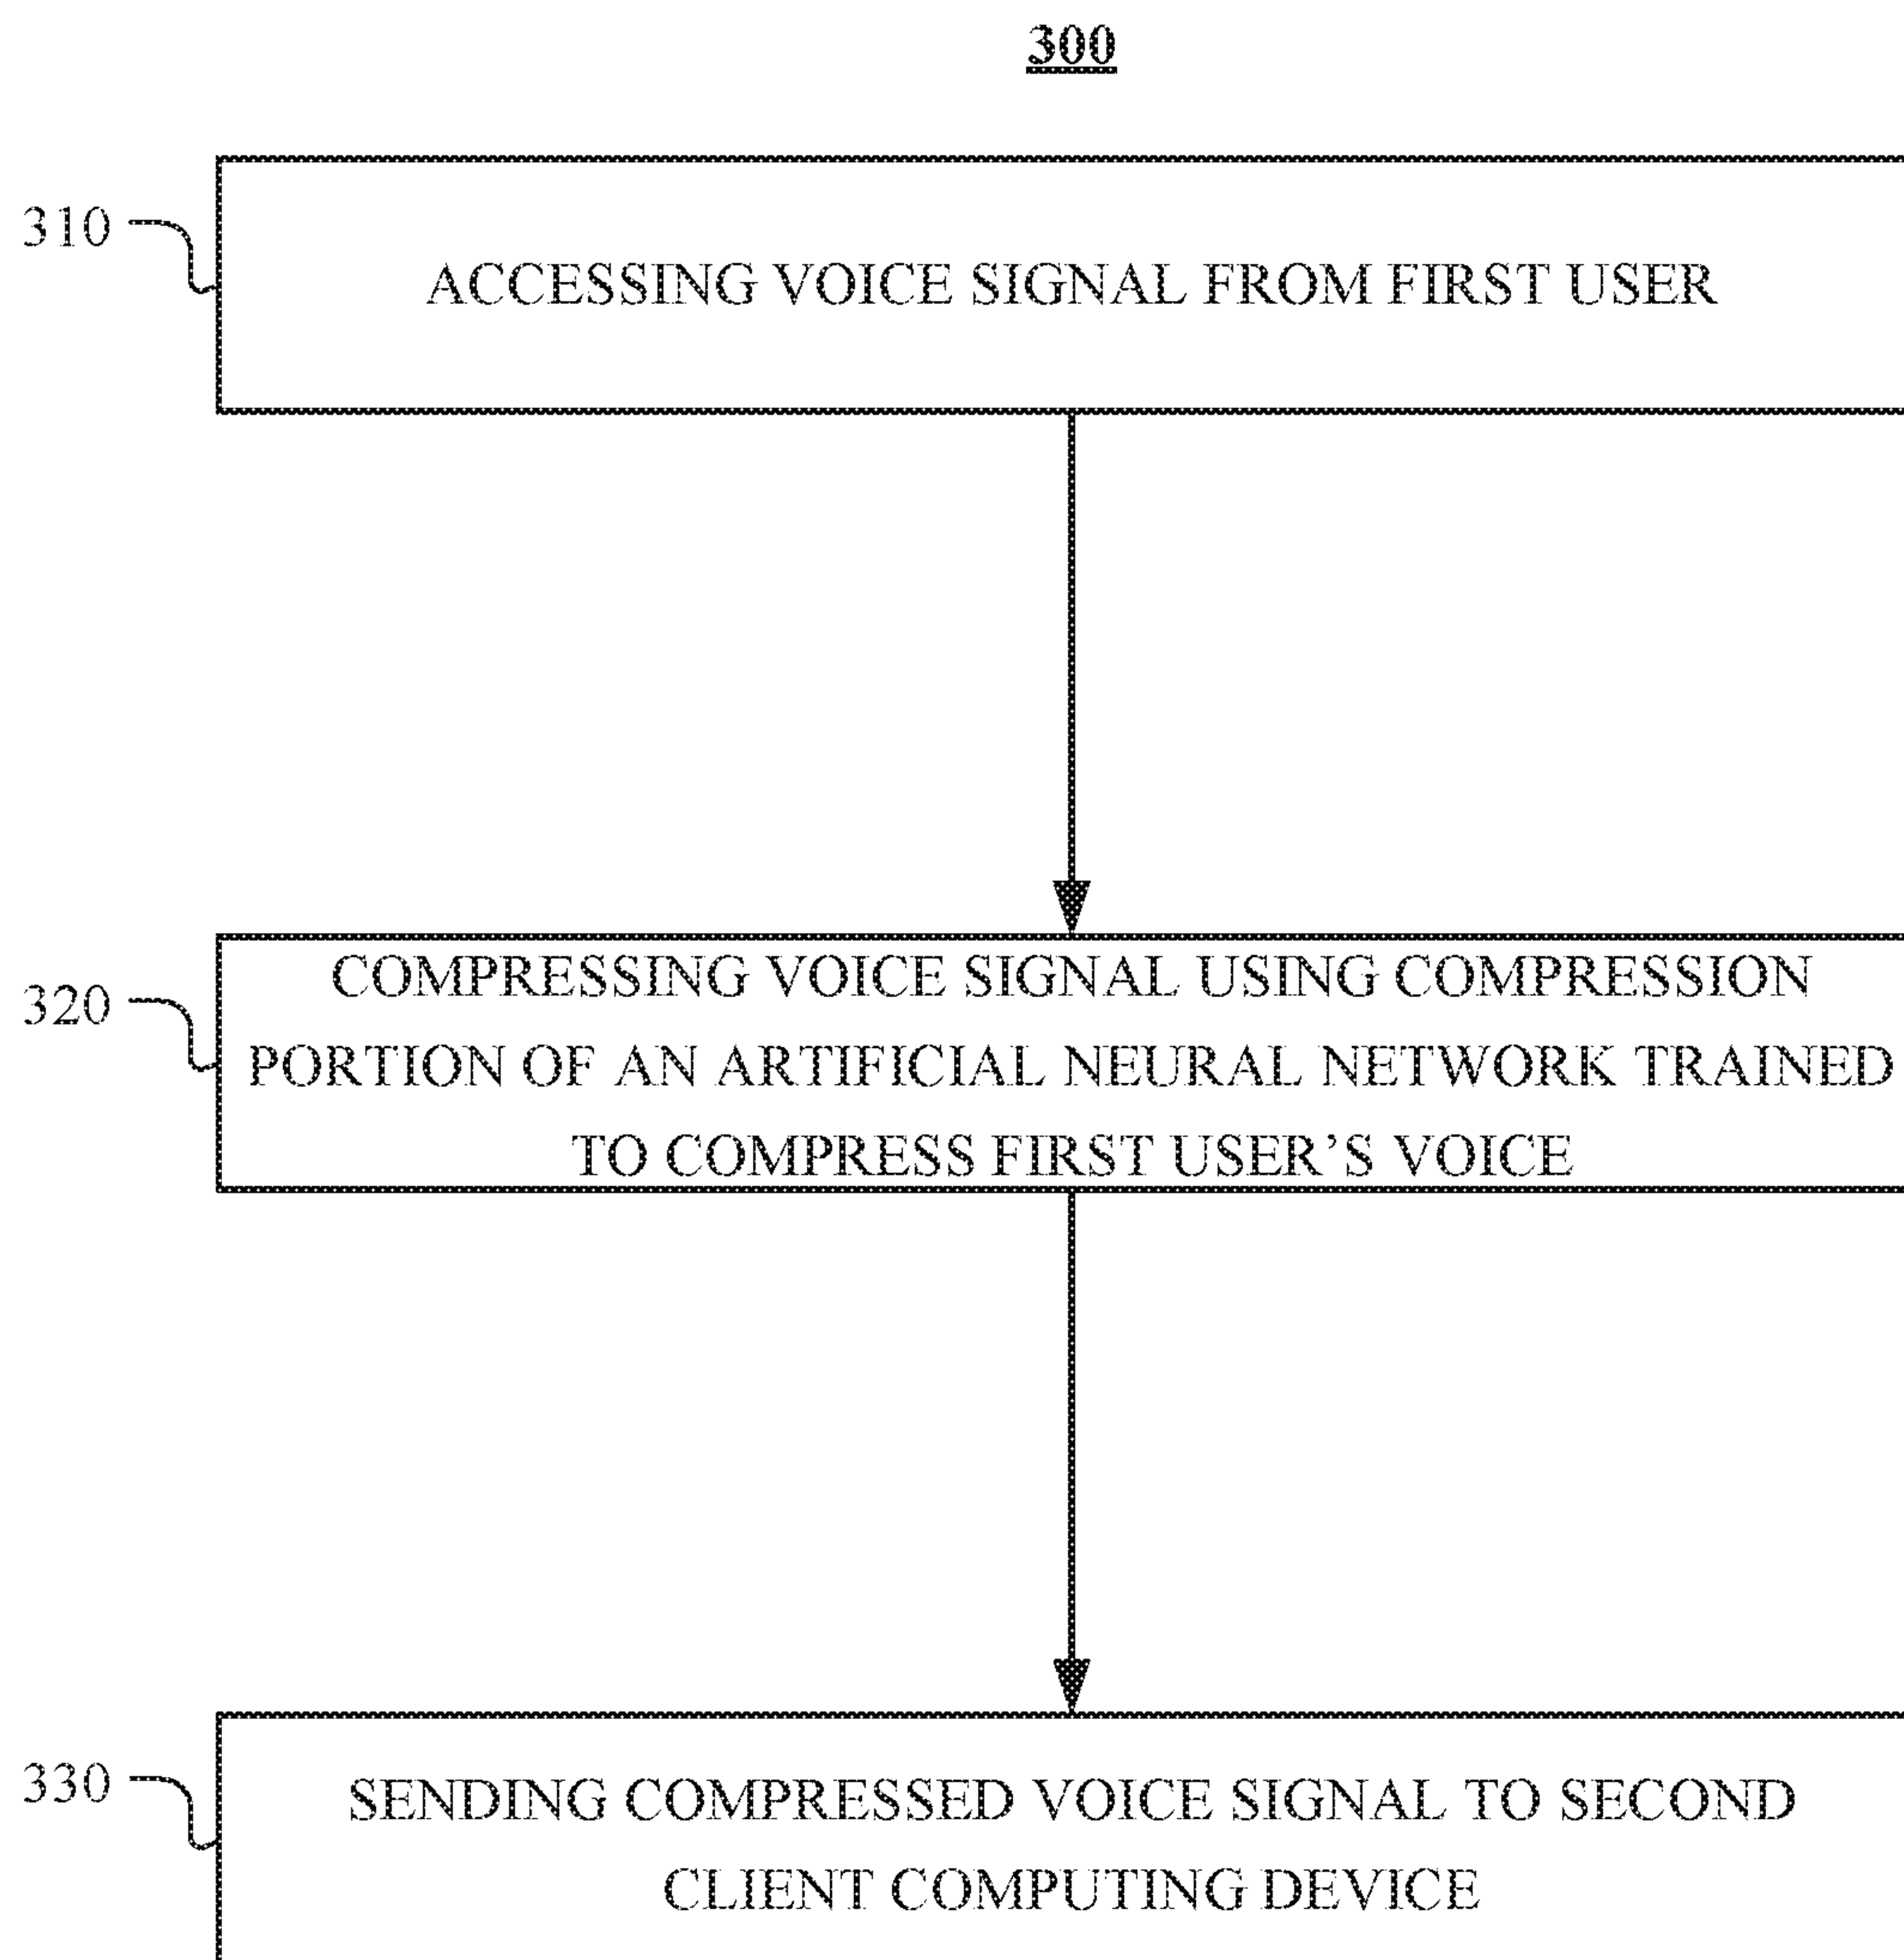 300
310
ACCESSING VOICE SIGNAL FROM FIRST USER
320
COMPRESSING VOICE SIGNAL USING COMPRESSION
PORTION OF AN ARTIFICIAL NEURAL NETWORK TRAINED
TO COMPRESS FIRST USER’S VOICE
330
SENDING COMPRESSED VOICE SIGNAL TO SECOND
CLIENT COMPUTING DEVICE